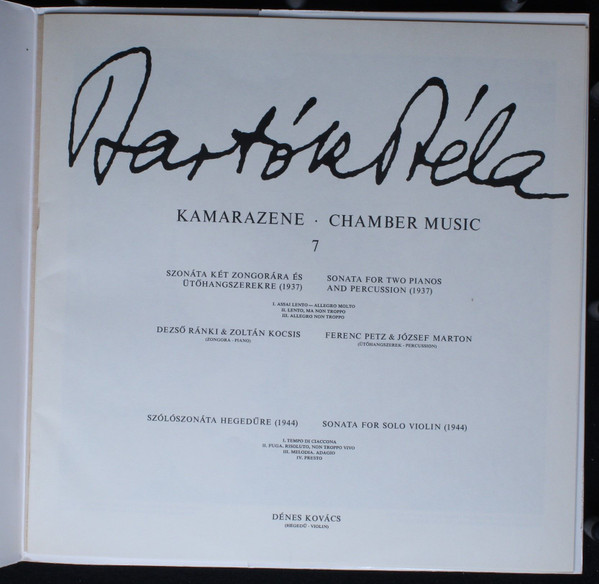 Bartók Béla
KAMARAZENE · CHAMBER MUSIC
7
SZONÁTA KÉT ZONGORÁRA ÉS
ÜTŐHANGSZEREKRE (1937)
SONATA FOR TWO PIANOS
AND PERCUSSION (1937)
I. ASSAI LENTO — ALLEGRO MOLTO
II. LENTO, MA NON TROPPO
III. ALLEGRO NON TROPPO
DEZSŐ RÁNKI & ZOLTÁN KOCSIS
(ZONGORA - PIANO)
FERENC PETZ & JÓZSEF MARTON
(ÜTŐHANGSZEREK - PERCUSSION)
SZÓLÓSZONÁTA HEGEDŰRE (1944)
SONATA FOR SOLO VIOLIN (1944)
I. TEMPO DI CIACCONA
II. FUGA, RISOLUTO, NON TROPPO VIVO
III. MELODIA, ADAGIO
IV. PRESTO
DÉNES KOVÁCS
(HEGEDŰ - VIOLIN)